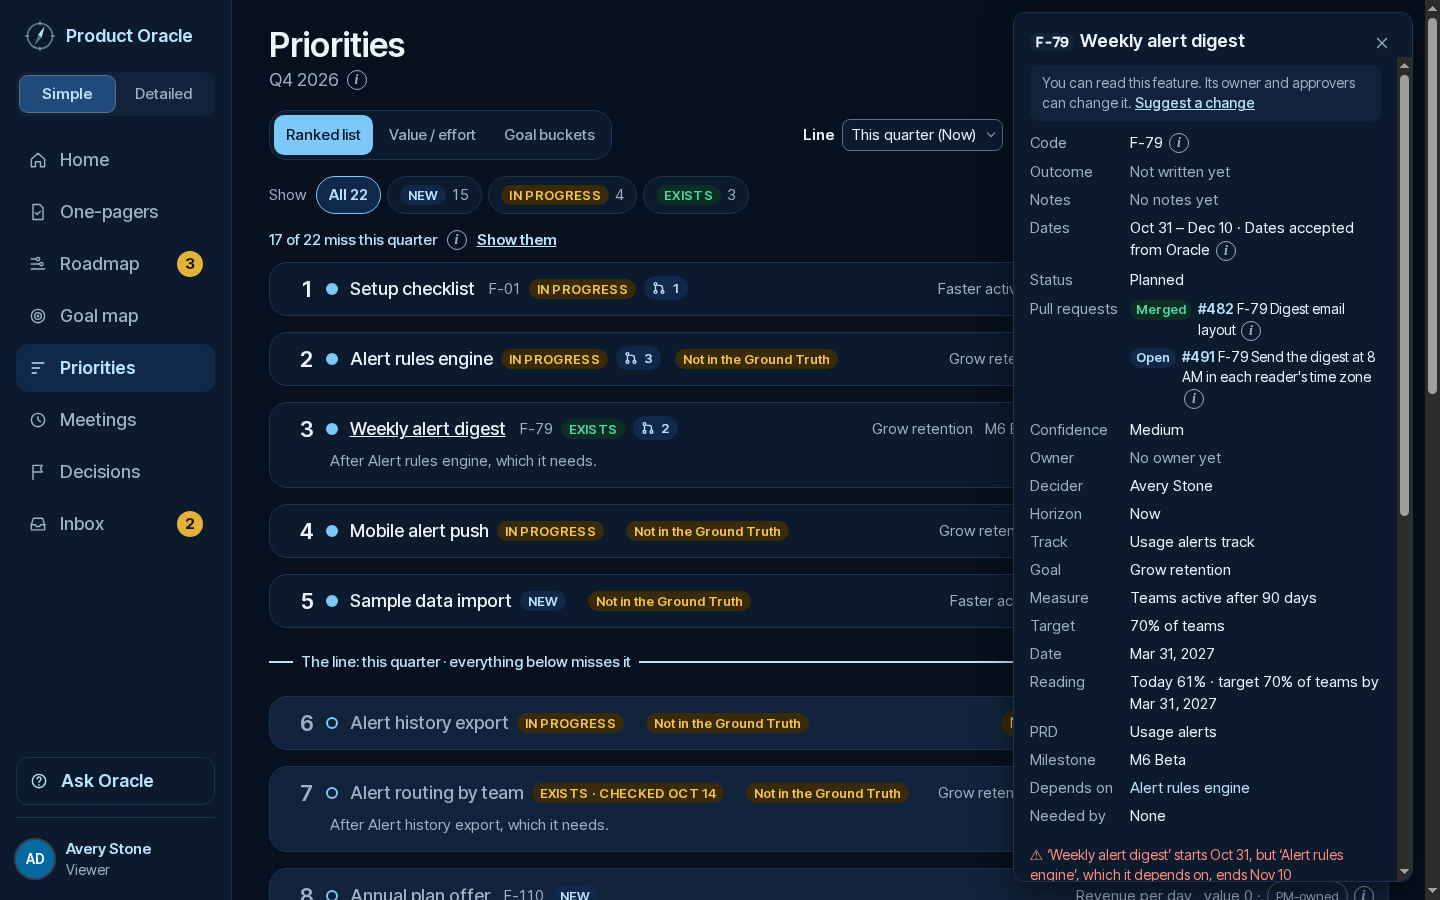 Product Oracle
Simple
Detailed
Home
One-pagers
Roadmap 3
Goal map
Priorities
Meetings
Decisions
Inbox 2
Ask Oracle
AD
Avery Stone
Viewer
Priorities
Q4 2026 i
Ranked list
Value / effort
Goal buckets
Line
This quarter (Now)
Show
All 22
NEW 15
IN PROGRESS 4
EXISTS 3
17 of 22 miss this quarter i Show them
1 Setup checklist F-01 IN PROGRESS 1 Faster
2 Alert rules engine IN PROGRESS 3 Not in the Ground Truth Grow
3 Weekly alert digest F-79 EXISTS 2 Grow retention M6
After Alert rules engine, which it needs.
4 Mobile alert push IN PROGRESS Not in the Ground Truth Grow
5 Sample data import NEW Not in the Ground Truth Faster
The line: this quarter · everything below misses it
6 Alert history export IN PROGRESS Not in the Ground Truth
7 Alert routing by team EXISTS · CHECKED OCT 14 Not in the Ground Truth Grow
After Alert history export, which it needs.
8 Annual plan offer F-110 NEW Revenue per day value 0 · PM-owned i
F-79 Weekly alert digest
You can read this feature. Its owner and approvers
can change it. Suggest a change
Code F-79 i
Outcome Not written yet
Notes No notes yet
Dates Oct 31 – Dec 10 · Dates accepted
from Oracle i
Status Planned
Pull requests Merged #482 F-79 Digest email
layout i
Open #491 F-79 Send the digest at 8
AM in each reader's time zone
i
Confidence Medium
Owner No owner yet
Decider Avery Stone
Horizon Now
Track Usage alerts track
Goal Grow retention
Measure Teams active after 90 days
Target 70% of teams
Date Mar 31, 2027
Reading Today 61% · target 70% of teams by
Mar 31, 2027
PRD Usage alerts
Milestone M6 Beta
Depends on Alert rules engine
Needed by None
⚠ ‘Weekly alert digest’ starts Oct 31, but ‘Alert rules
engine’, which it depends on, ends Nov 10